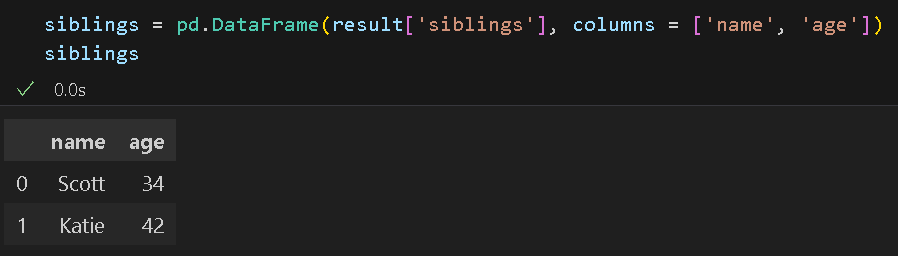 siblings = pd.DataFrame(result['siblings'], columns = ['name', 'age'])
siblings
0.0s
name age
0 Scott 34
1 Katie 42